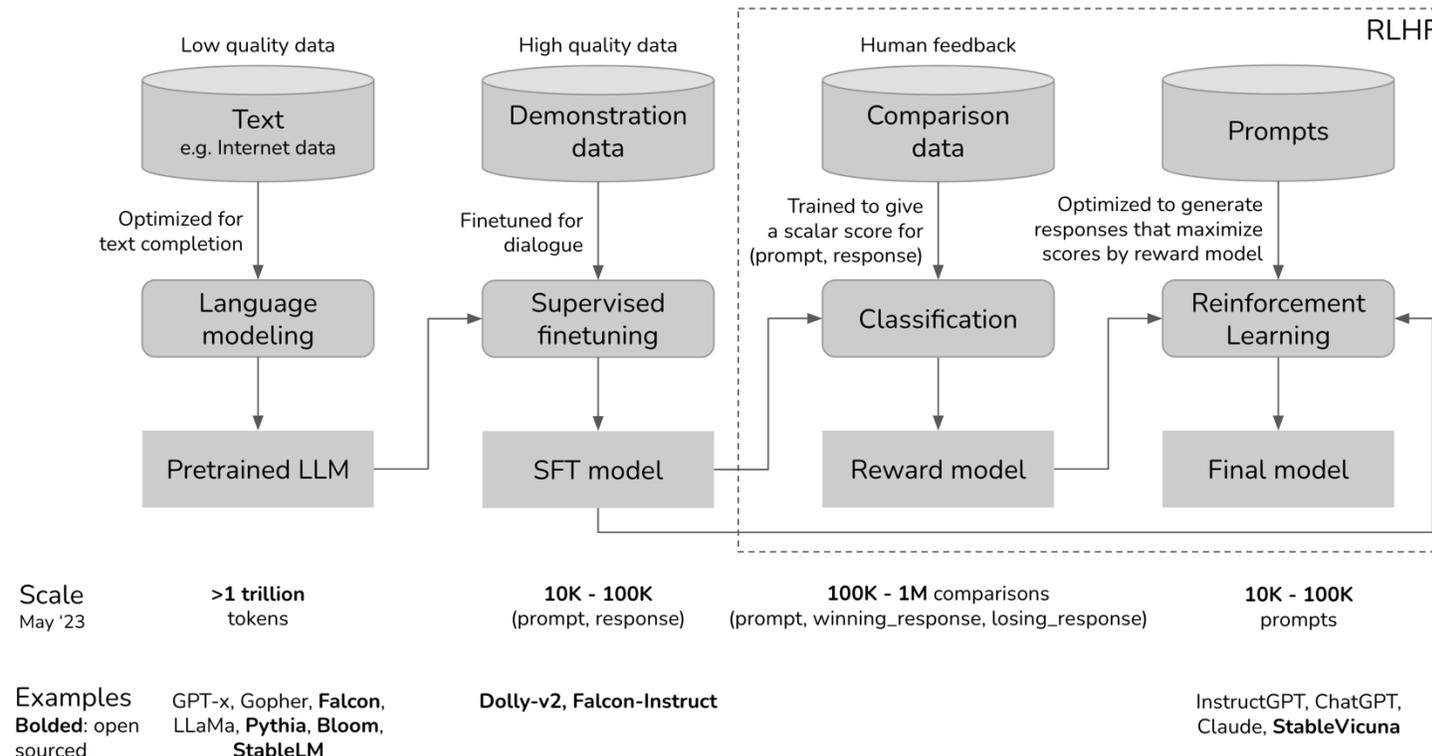 RLHF
Low quality data
High quality data
Human feedback
Text
e.g. Internet data
Demonstration
data
Comparison
data
Prompts
Optimized for
text completion
Finetuned for
dialogue
Trained to give
a scalar score for
(prompt, response)
Optimized to generate
responses that maximize
scores by reward model
Language
modeling
Supervised
finetuning
Classification
Reinforcement
Learning
Pretrained LLM
SFT model
Reward model
Final model
Scale
May ‘23
>1 trillion
tokens
10K - 100K
(prompt, response)
100K - 1M comparisons
(prompt, winning_response, losing_response)
10K - 100K
prompts
Examples
Bolded: open
sourced
GPT-x, Gopher, Falcon,
LLaMa, Pythia, Bloom,
StableLM
Dolly-v2, Falcon-Instruct
InstructGPT, ChatGPT,
Claude, StableVicuna